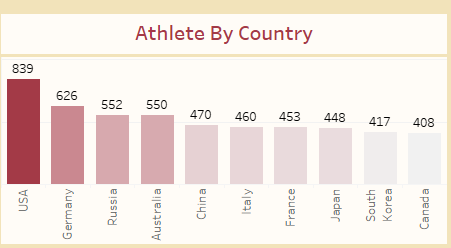 Athlete By Country
839
626
552
550
470
460
453
448
417
408
USA
Germany
Russia
Australia
China
Italy
France
Japan
South
Korea
Canada